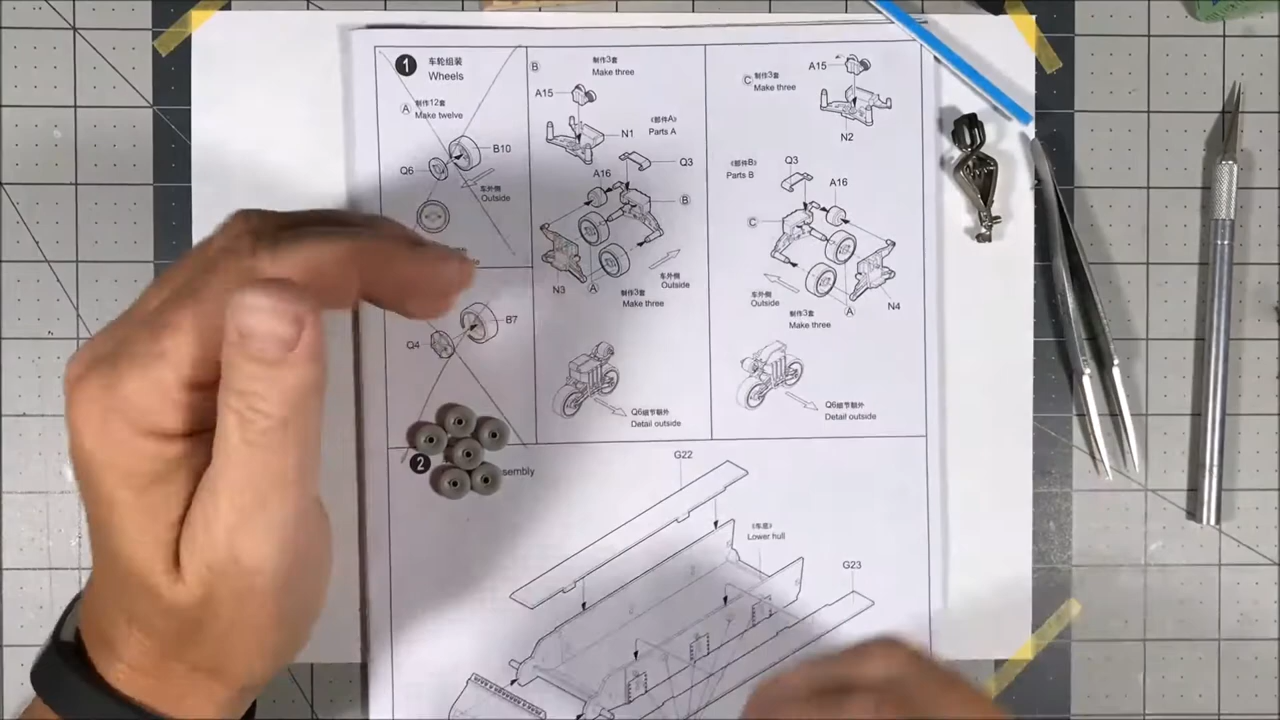 1
车轮组装
Wheels
A
制作12套
Make twelve
B10
Q6
车外侧
Outside
B7
Q4
B
制作3套
Make three
A15
N1
《部件A》
Parts A
Q3
A16
B
N3
A
车外侧
Outside
制作3套
Make three
Q6细节朝外
Detail outside
C
制作3套
Make three
A15
N2
《部件B》
Parts B
Q3
A16
C
车外侧
Outside
N4
A
制作3套
Make three
Q6细节朝外
Detail outside
2
sembly
G22
《车底》
Lower hull
G23